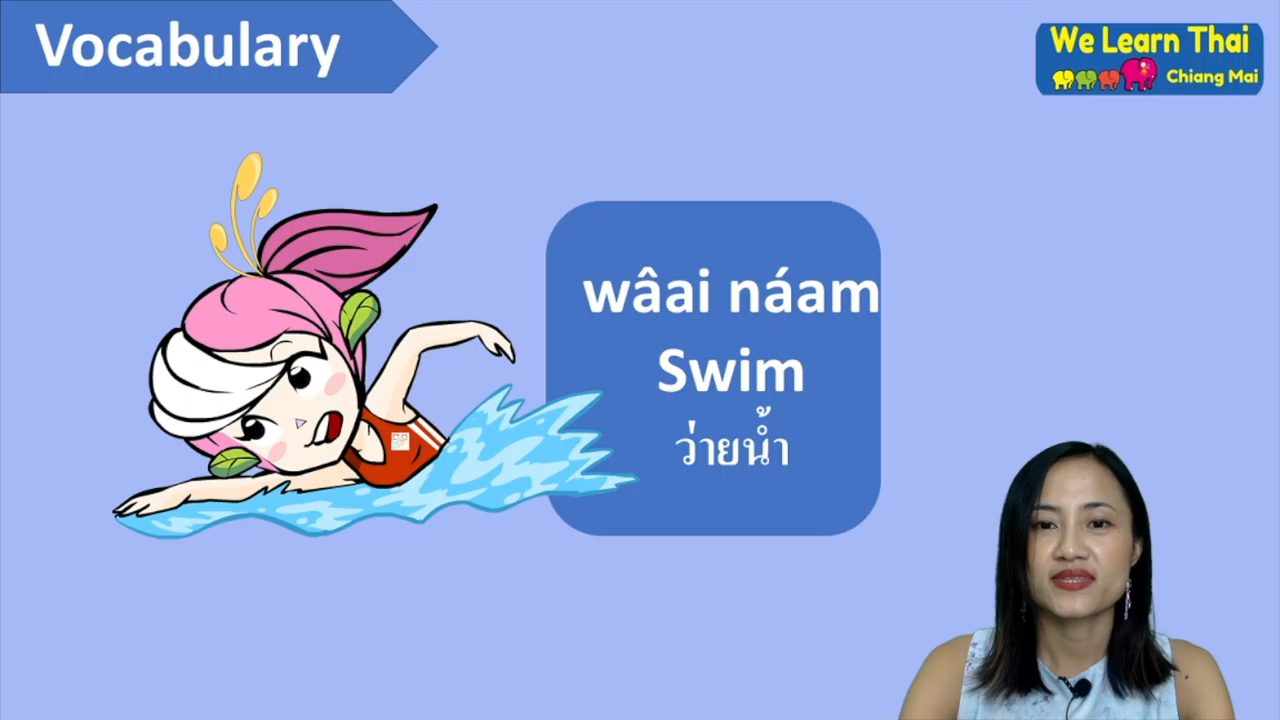 Vocabulary
We Learn Thai
Chiang Mai
wâai náam
Swim
ว่ายน้ำ